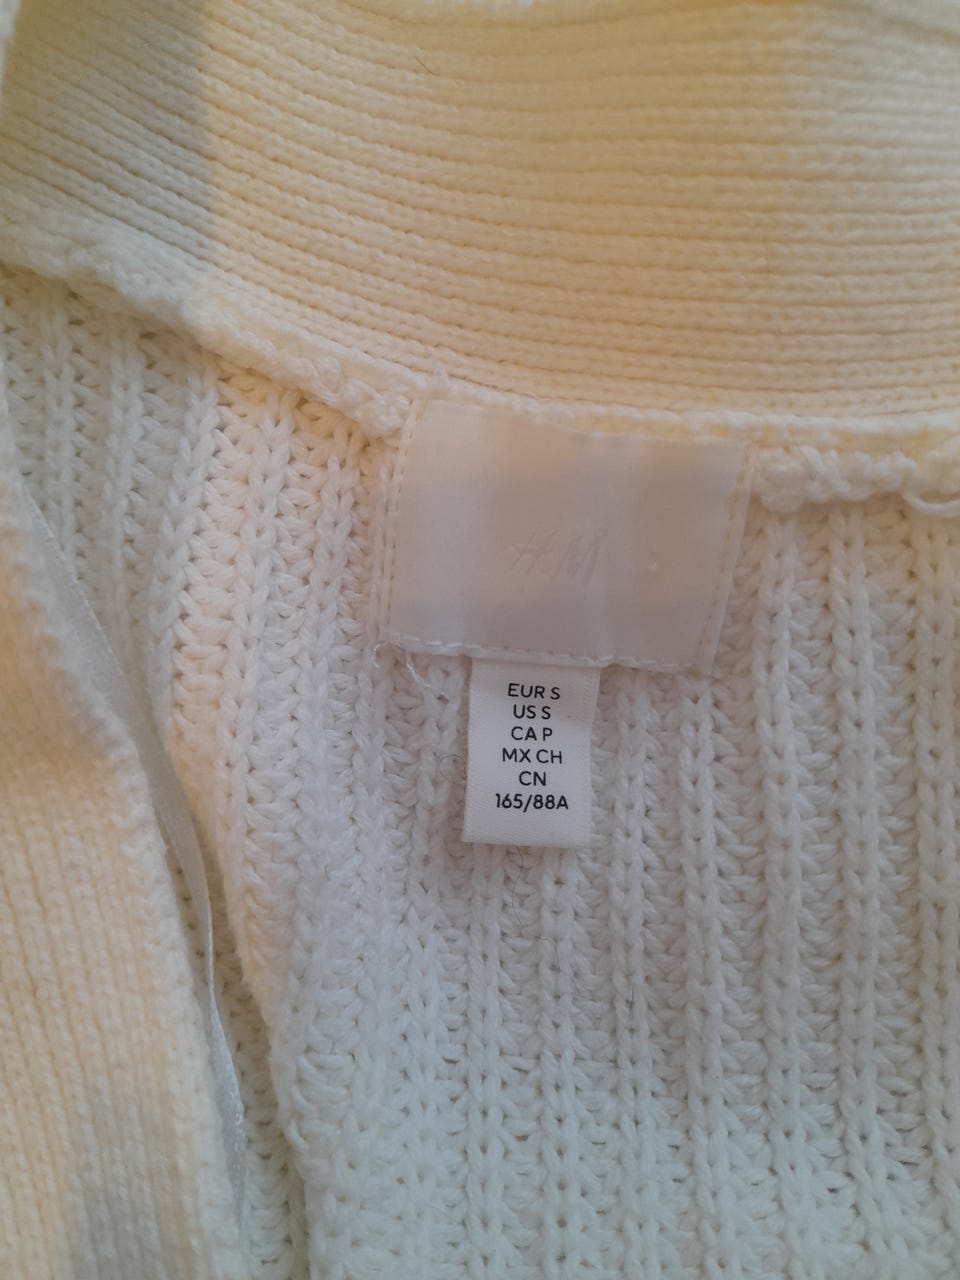 H&M
EUR S
US S
CA P
MX CH
CN
165/88A